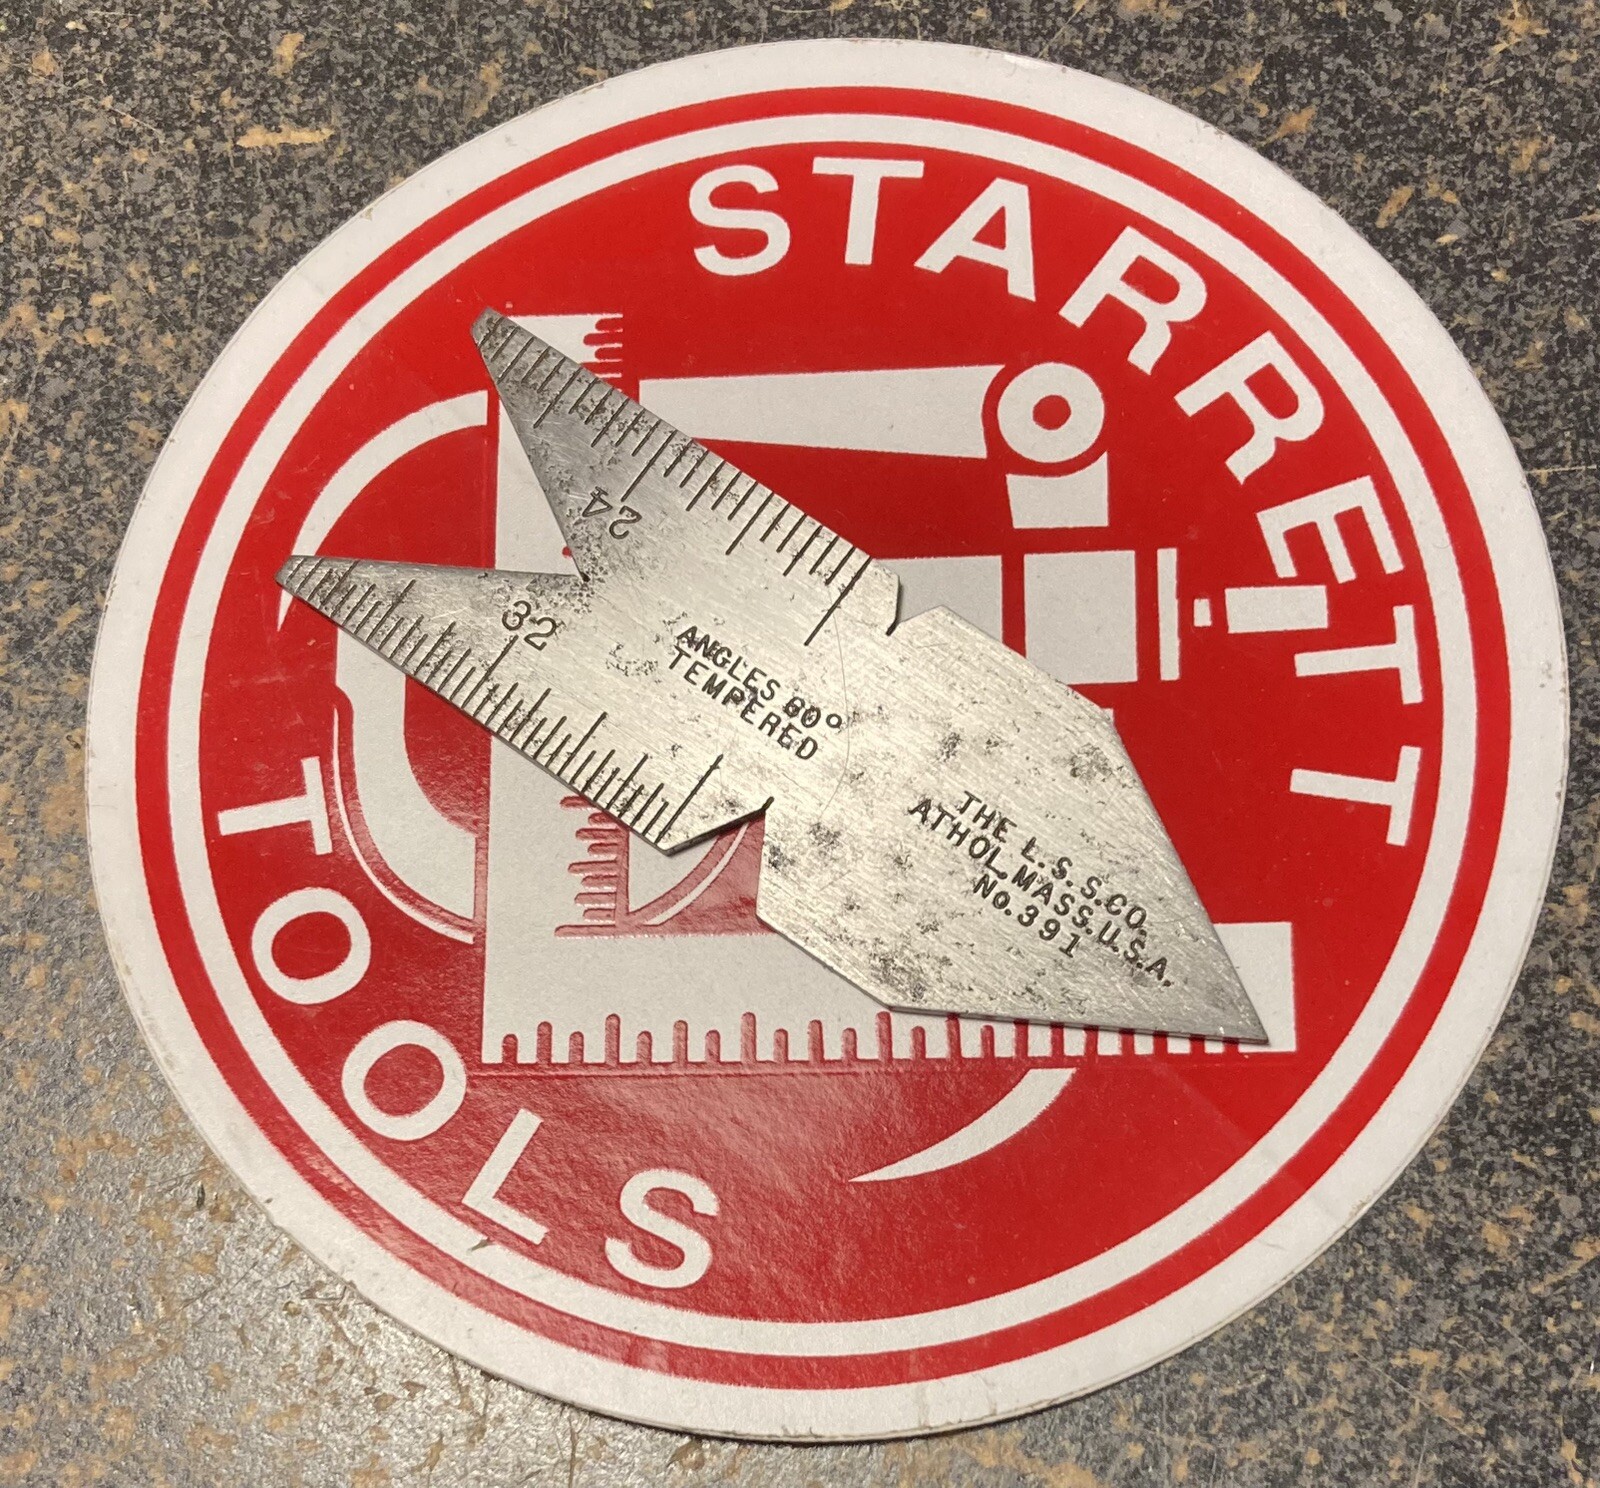 STARRETT
TOOLS
24
32
ANGLES 60°
TEMPERED
THE L.S.S.CO.
ATHOL,MASS.U.S.A.
No.391